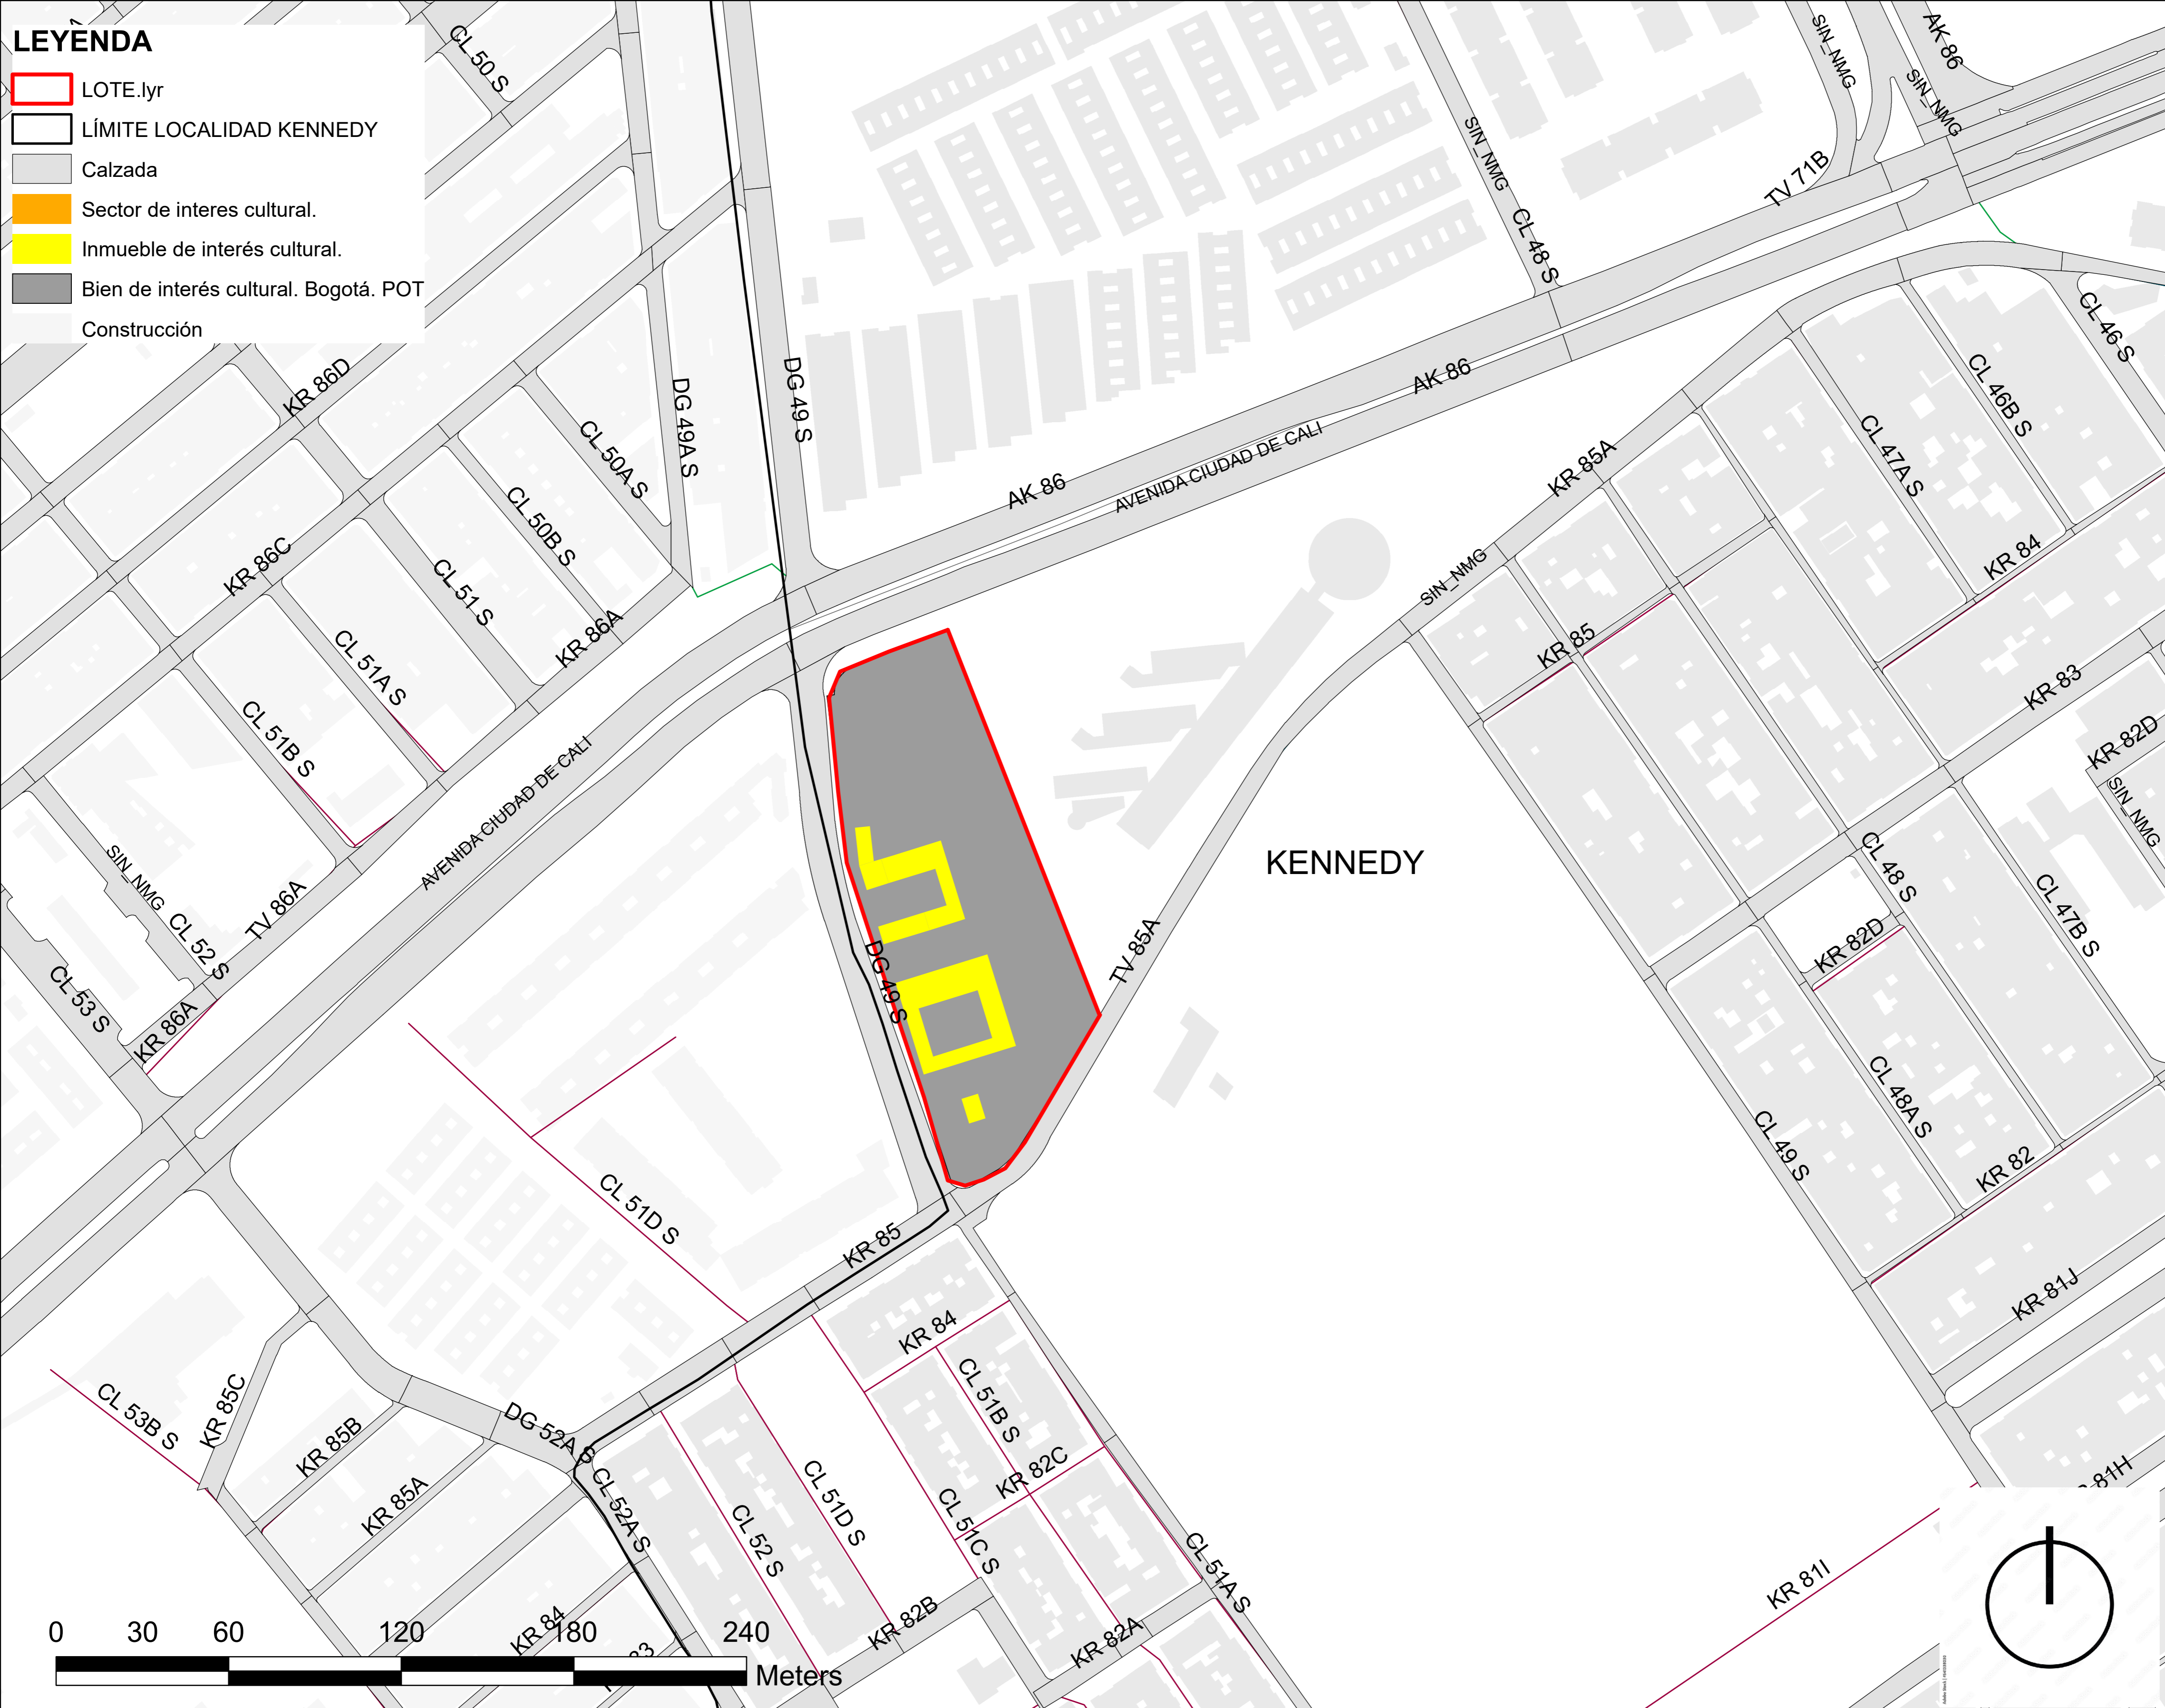 LEYENDA
LOTE.lyr
LÍMITE LOCALIDAD KENNEDY
Calzada
Sector de interes cultural.
Inmueble de interés cultural.
Bien de interés cultural. Bogotá. POT
Construcción
CL 50 S
SIN_NMG
AK 86
SIN_NMG
SIN_NMG
TV 71B
CL 48 S
CL 46 S
KR 86D
DG 49A S
DG 49 S
AK 86
CL 46B S
CL 50A S
AVENIDA CIUDAD DE CALI
KR 85A
CL 47A S
AK 86
CL 50B S
KR 86C
CL 51 S
SIN_NMG
KR 84
KR 86A
KR 85
CL 51A S
KR 83
CL 51B S
KR 82D
AVENIDA CIUDAD DE CALI
SIN_NMG
KENNEDY
SIN_NMG
CL 48 S
TV 86A
CL 47B S
CL 52 S
TV 85A
KR 82D
DG 49 S
CL 53 S
KR 86A
CL 48A S
CL 49 S
KR 82
CL 51D S
KR 85
KR 81J
KR 84
CL 53B S
KR 85C
CL 51B S
DG 52A S
KR 85B
KR 82C
KR 85A
CL 52A S
CL 51D S
CL 51C S
CL 52 S
CL 51A S
KR 81I
KR 82B
KR 84
KR 82A
0 30 60 120 180 240
Meters